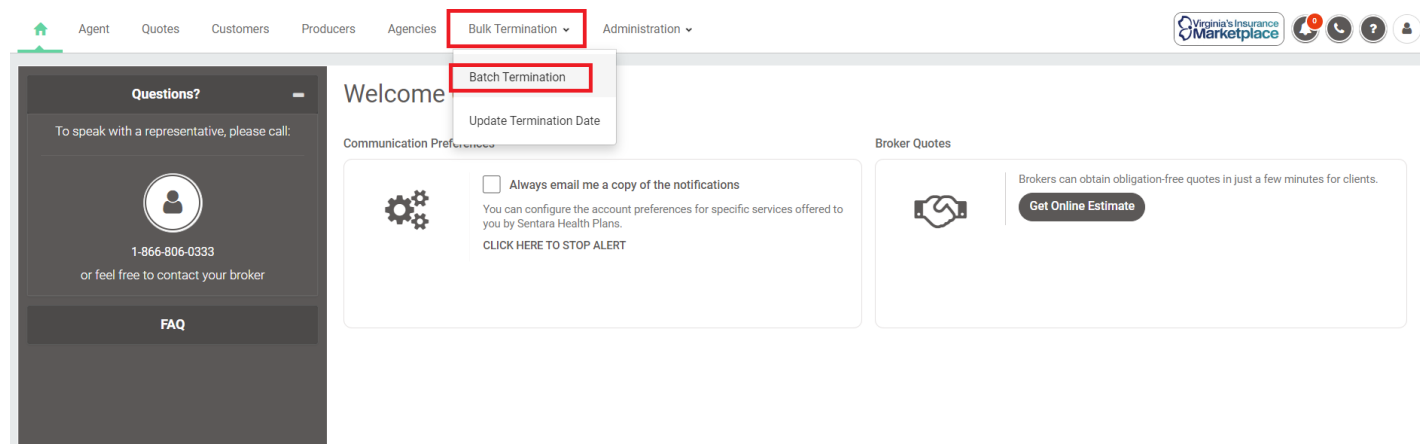 Agent
Quotes
Customers
Producers
Agencies
Bulk Termination
Administration
Virginia's Insurance
Marketplace
0
?
Batch Termination
Update Termination Date
Questions?
To speak with a representative, please call:
1-866-806-0333
or feel free to contact your broker
FAQ
Welcome
Communication Preferences
Always email me a copy of the notifications
You can configure the account preferences for specific services offered to
you by Sentara Health Plans.
CLICK HERE TO STOP ALERT
Broker Quotes
Brokers can obtain obligation-free quotes in just a few minutes for clients.
Get Online Estimate